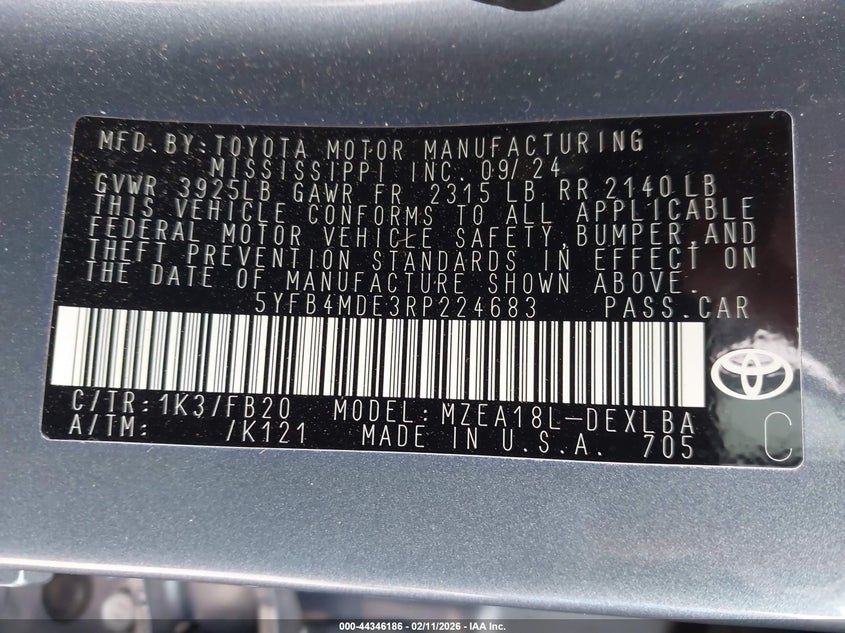 MFD. BY: TOYOTA MOTOR MANUFACTURING
MISSISSIPPI INC. 09/24
GVWR 3925LB GAWR FR 2315 LB RR 2140 LB
THIS VEHICLE CONFORMS TO ALL APPLICABLE
FEDERAL MOTOR VEHICLE SAFETY, BUMPER, AND
THEFT PREVENTION STANDARDS IN EFFECT ON
THE DATE OF MANUFACTURE SHOWN ABOVE.
5YFB4MDE3RP224683 PASS. CAR
C/TR: 1K3/FB20 MODEL: MZEA18L-DEXLBA
A/TM: /K121 MADE IN U.S.A. 705
C
000-44346186 - 02/11/2026 - IAA Inc.